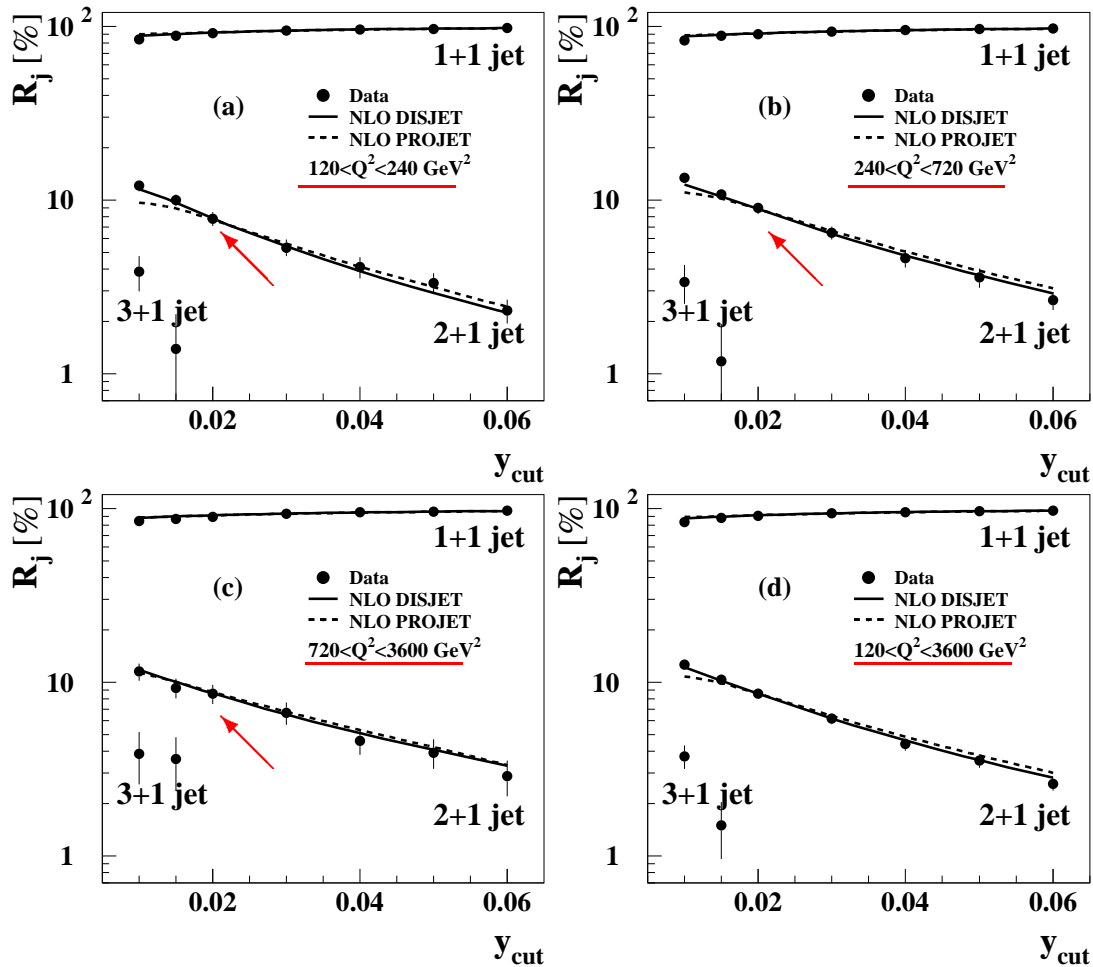 R_j [%]
10^2
10
1
1+1 jet
(a)
Data
NLO DISJET
NLO PROJET
120<Q^2<240 GeV^2
3+1 jet
2+1 jet
0.02
0.04
0.06
y_cut
R_j [%]
10^2
10
1
1+1 jet
(b)
Data
NLO DISJET
NLO PROJET
240<Q^2<720 GeV^2
3+1 jet
2+1 jet
0.02
0.04
0.06
y_cut
R_j [%]
10^2
10
1
1+1 jet
(c)
Data
NLO DISJET
NLO PROJET
720<Q^2<3600 GeV^2
3+1 jet
2+1 jet
0.02
0.04
0.06
y_cut
R_j [%]
10^2
10
1
1+1 jet
(d)
Data
NLO DISJET
NLO PROJET
120<Q^2<3600 GeV^2
3+1 jet
2+1 jet
0.02
0.04
0.06
y_cut